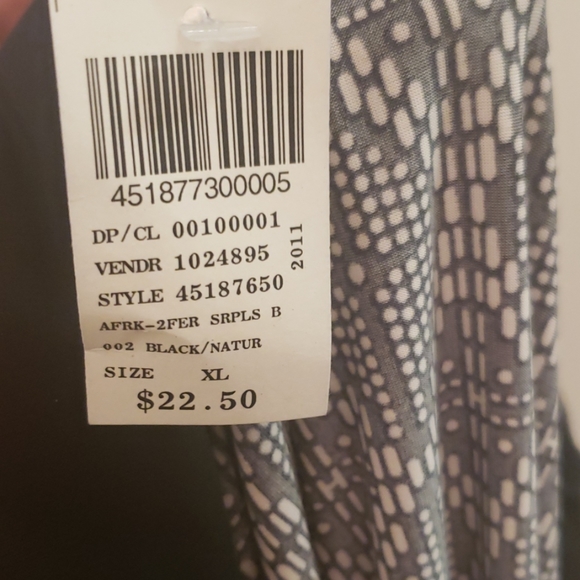 451877300005
DP/CL 00100001
VENDR 1024895
2011
STYLE 45187650
AFRK-2FER SRPLS B
002 BLACK/NATUR
SIZE XL
$22.50